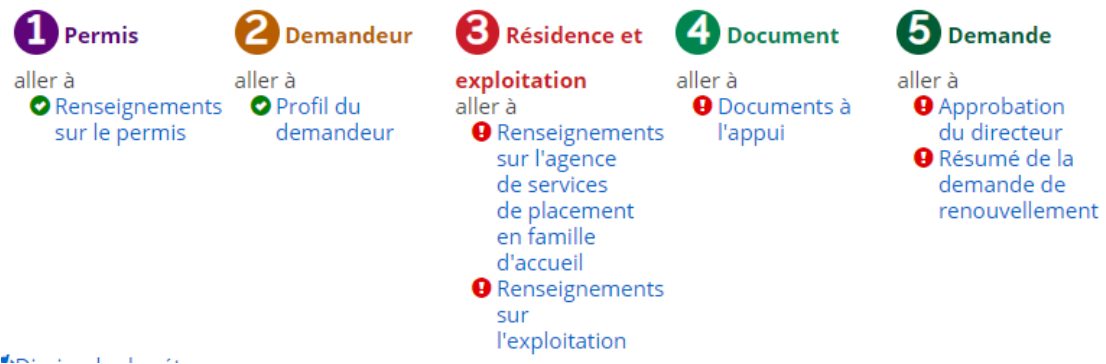 1 Permis
aller à
Renseignements
sur le permis
2 Demandeur
aller à
Profil du
demandeur
3 Résidence et
exploitation
aller à
Renseignements
sur l'agence
de services
de placement
en famille
d'accueil
Renseignements
sur
l'exploitation
4 Document
aller à
Documents à
l'appui
5 Demande
aller à
Approbation
du directeur
Résumé de la
demande de
renouvellement